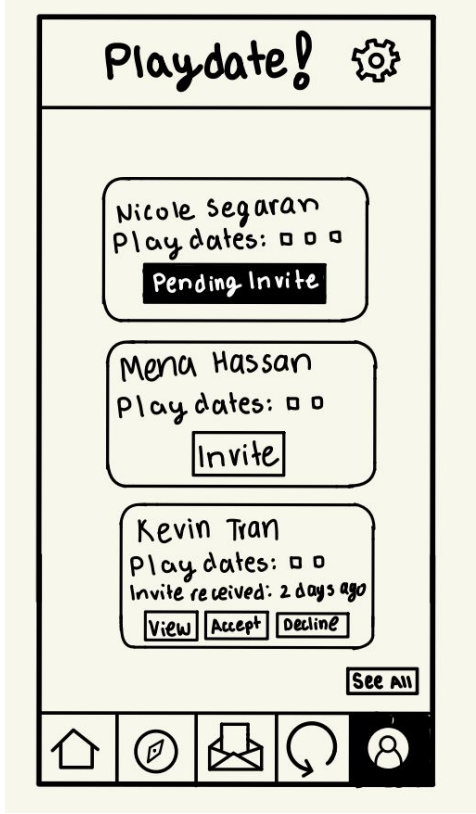 Playdate!
Nicole Segaran
Play dates:
Pending Invite
Mena Hassan
Play dates:
Invite
Kevin Tran
Play dates:
Invite received: 2 days ago
View Accept Decline
See All